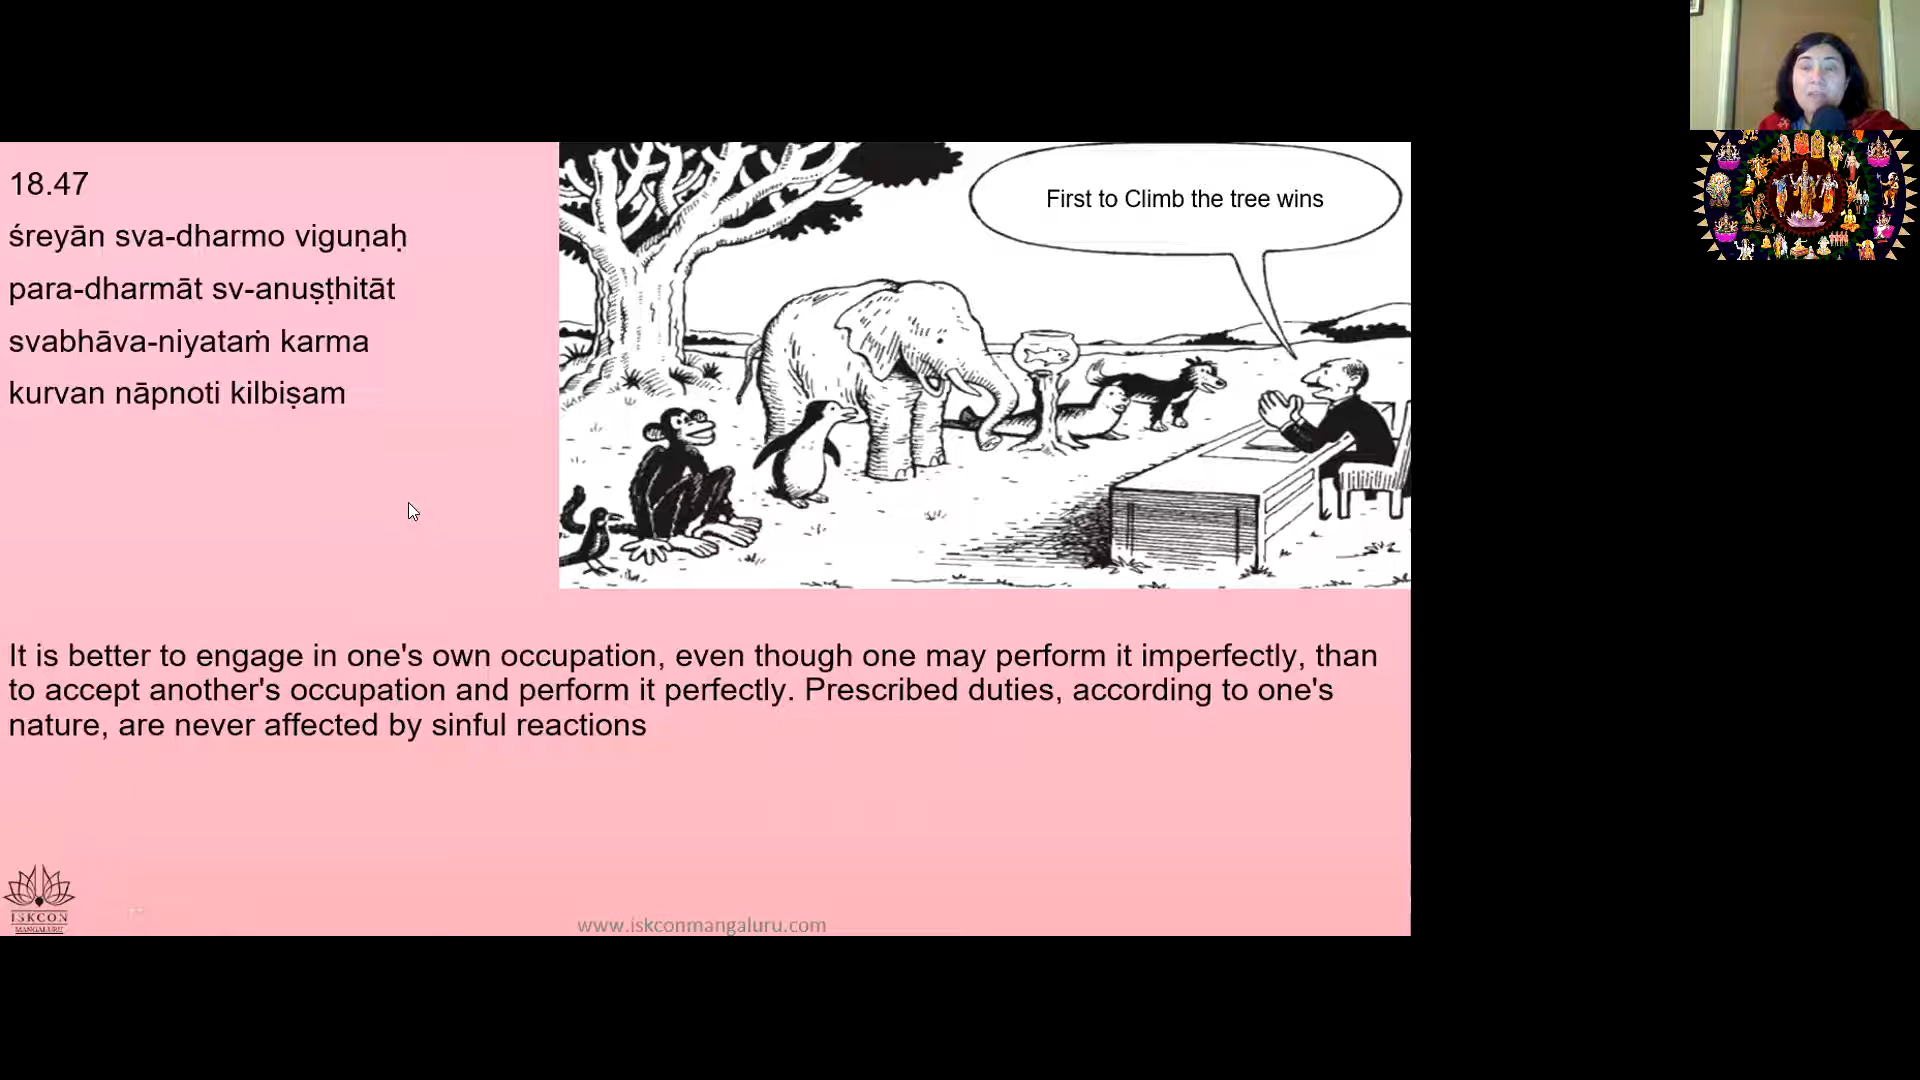 18.47
śreyān sva-dharmo viguṇaḥ
para-dharmāt sv-anuṣṭhitāt
svabhāva-niyataṁ karma
kurvan nāpnoti kilbiṣam
First to Climb the tree wins
It is better to engage in one's own occupation, even though one may perform it imperfectly, than
to accept another's occupation and perform it perfectly. Prescribed duties, according to one's
nature, are never affected by sinful reactions
ISKCON
MANGALURU
www.iskconmangaluru.com